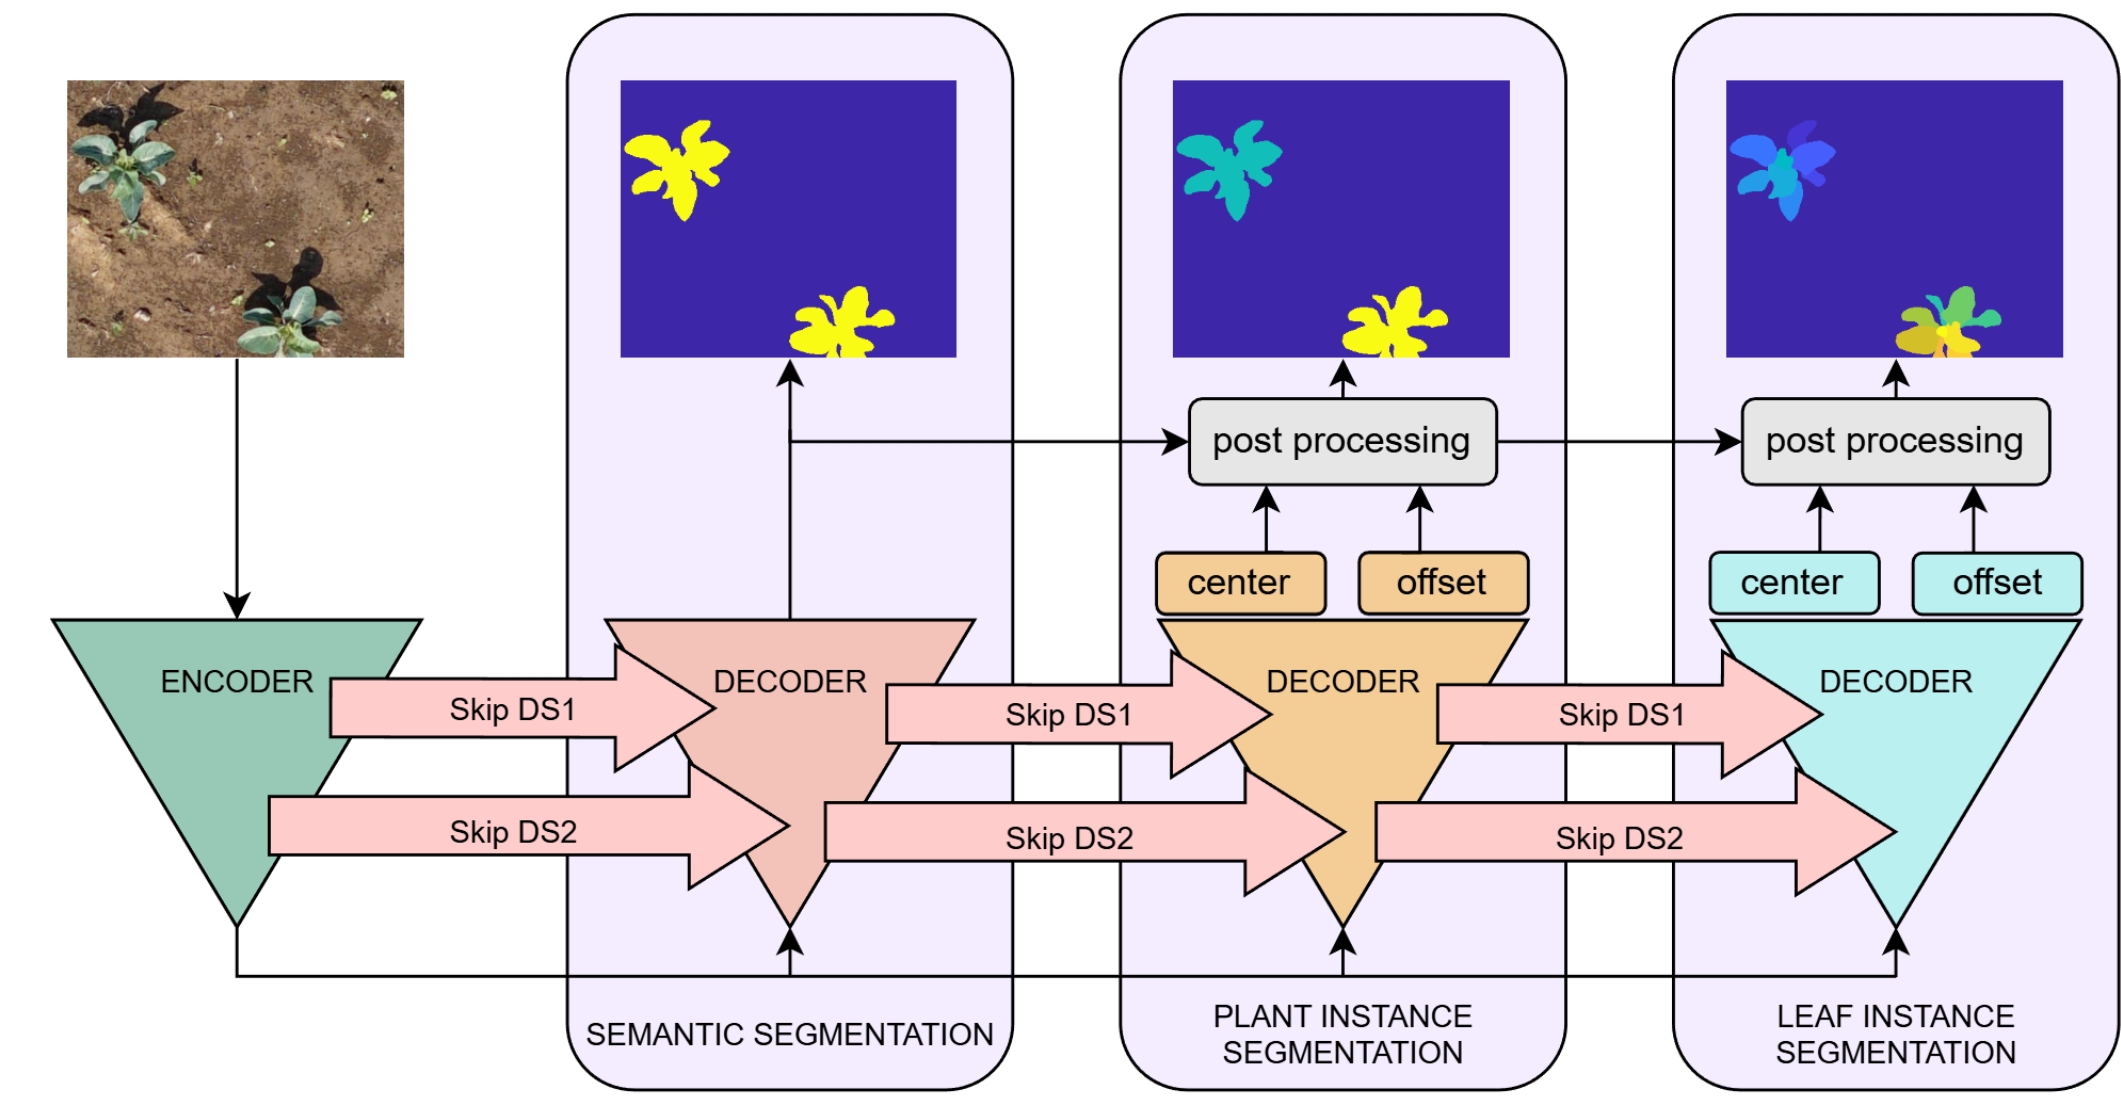 post processing
post processing
center
offset
center
offset
ENCODER
DECODER
DECODER
DECODER
Skip DS1
Skip DS1
Skip DS1
Skip DS2
Skip DS2
Skip DS2
SEMANTIC SEGMENTATION
PLANT INSTANCE
SEGMENTATION
LEAF INSTANCE
SEGMENTATION